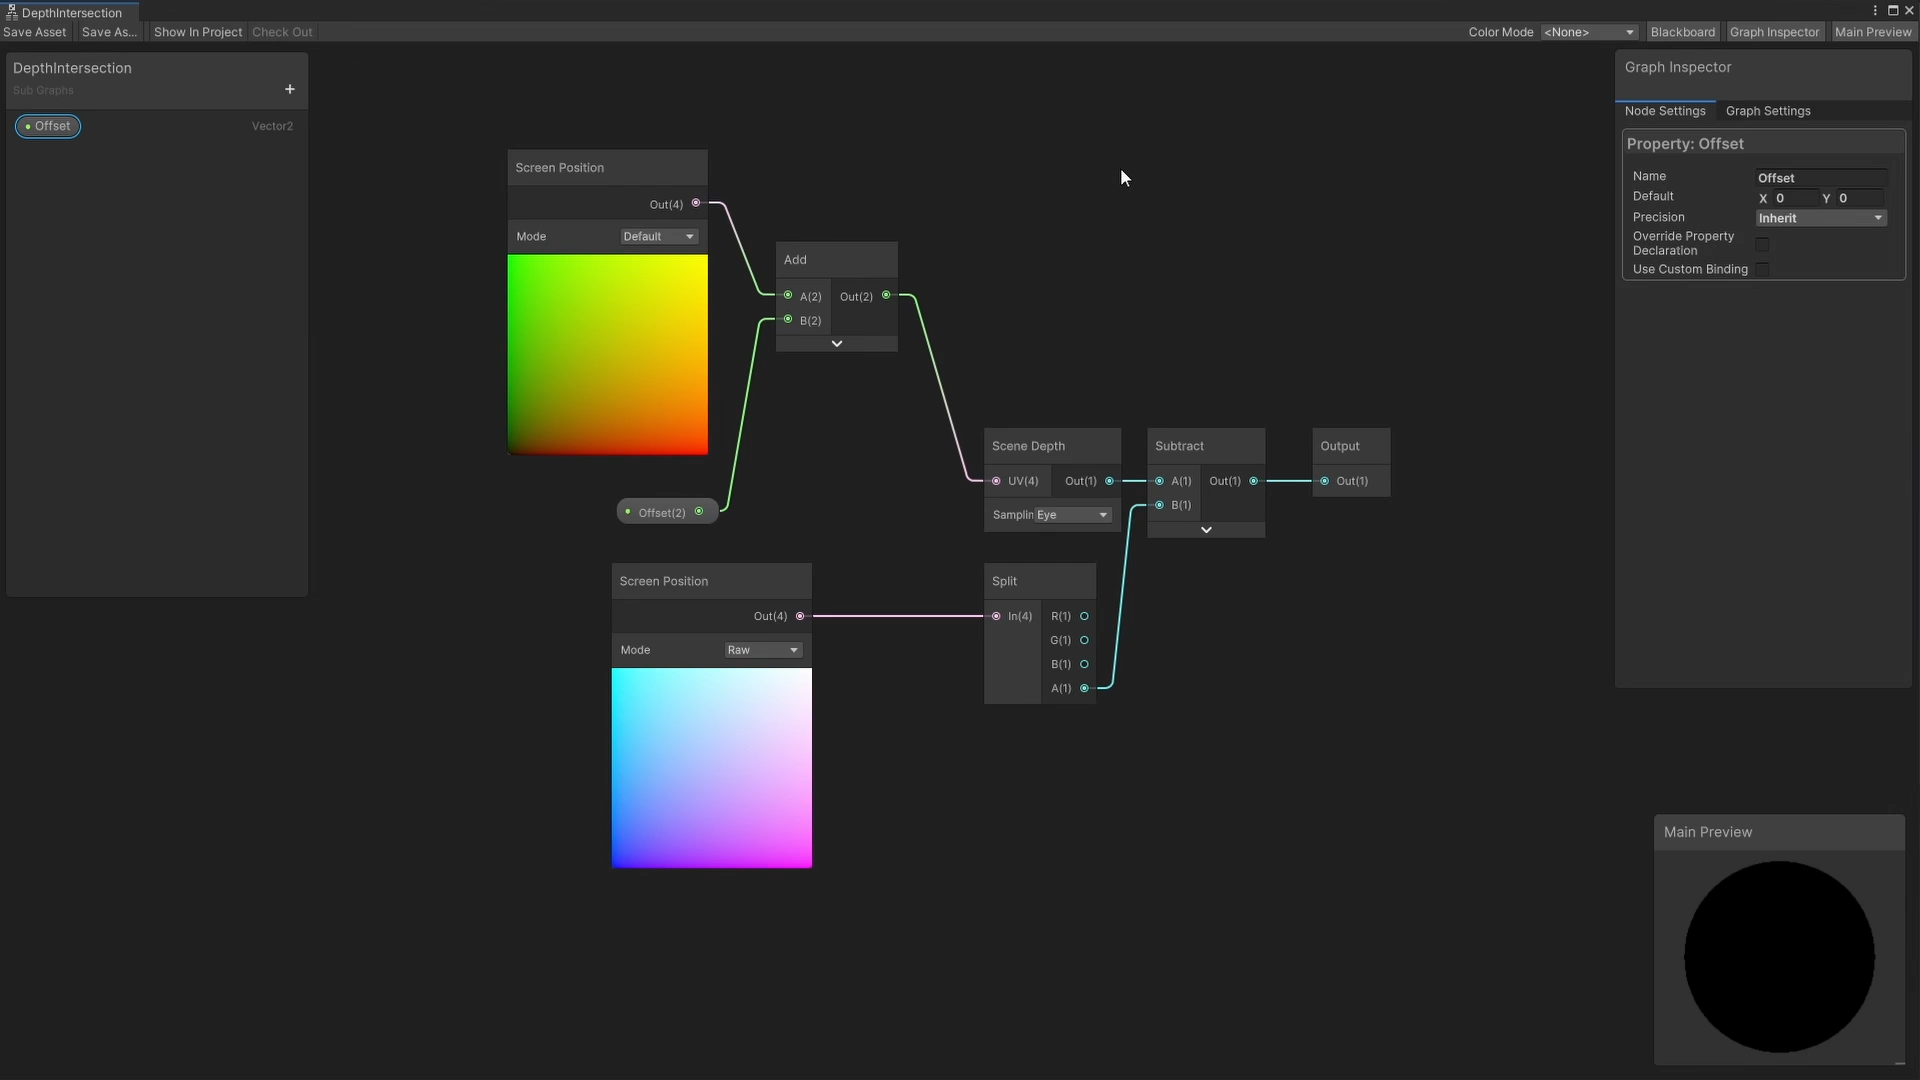 DepthIntersection
Save Asset Save As... Show In Project Check Out Color Mode <None> Blackboard Graph Inspector Main Preview
DepthIntersection
Sub Graphs
+
Offset Vector2
Screen Position
Out(4)
Mode Default
Add
A(2) Out(2)
B(2)
Offset(2)
Scene Depth
UV(4) Out(1)
Samplin Eye
Subtract
A(1) Out(1)
B(1)
Output
Out(1)
Screen Position
Out(4)
Mode Raw
Split
In(4) R(1)
G(1)
B(1)
A(1)
Graph Inspector
Node Settings Graph Settings
Property: Offset
Name Offset
Default X 0 Y 0
Precision Inherit
Override Property
Declaration
Use Custom Binding
Main Preview